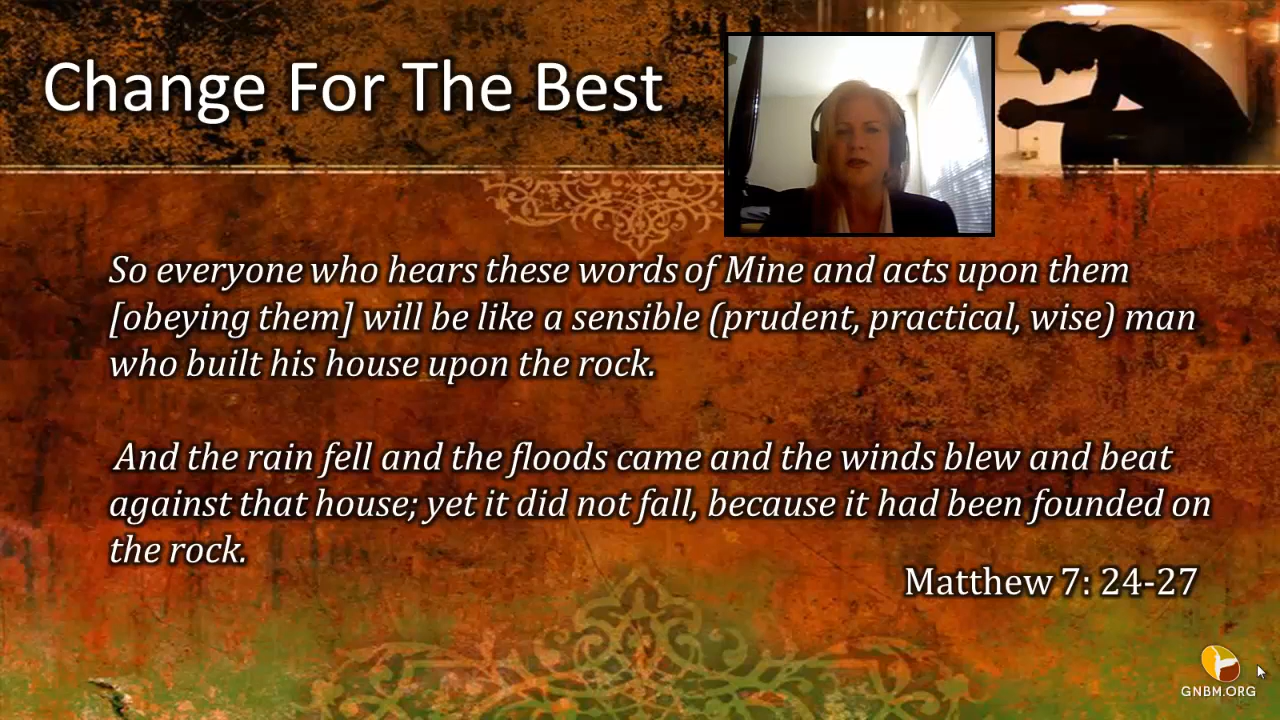 Change For The Best
So everyone who hears these words of Mine and acts upon them
[obeying them] will be like a sensible (prudent, practical, wise) man
who built his house upon the rock.
And the rain fell and the floods came and the winds blew and beat
against that house; yet it did not fall, because it had been founded on
the rock.
Matthew 7: 24-27
GNBM.ORG